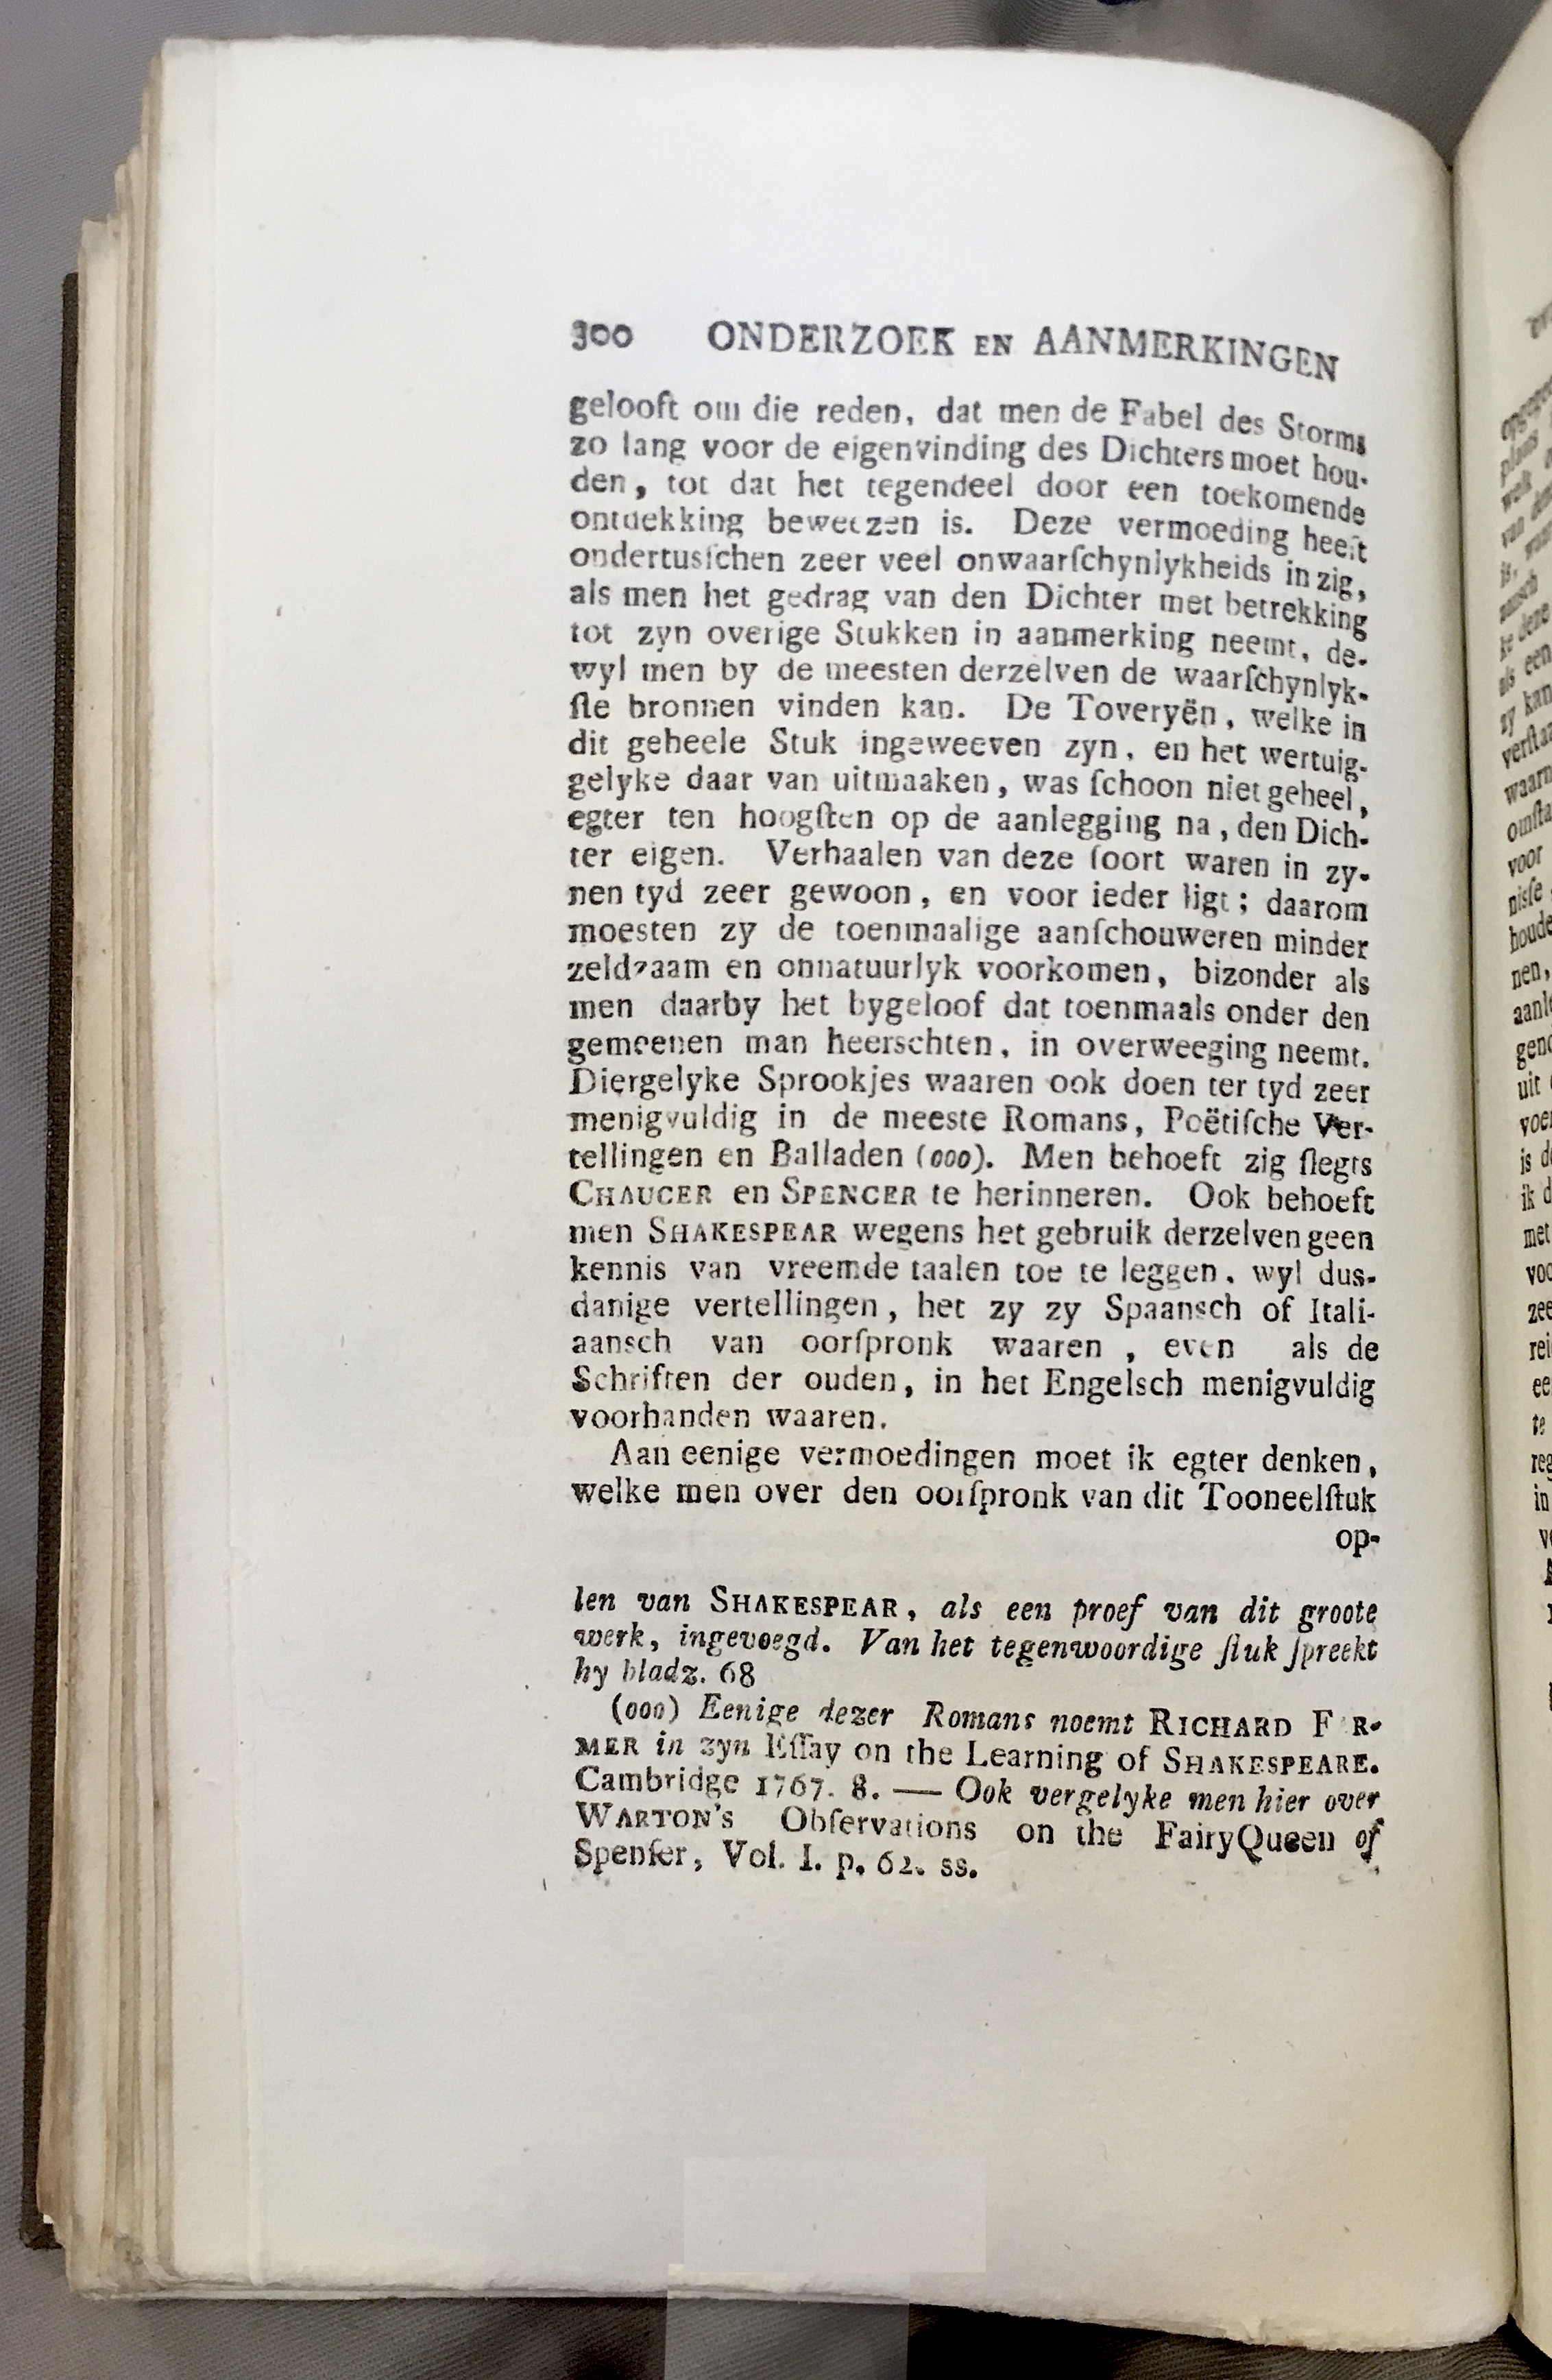 300 ONDERZOEK EN AANMERKINGEN
gelooft om die reden, dat men de Fabel des Storms
zo lang voor de eigenvinding des Dichters moet hou-
den, tot dat het tegendeel door een toekomende
ontdekking beweezen is. Deze vermoeding heeft
ondertusſchen zeer veel onwaarſchynlykheids in zig,
als men het gedrag van den Dichter met betrekking
tot zyn overige Stukken in aanmerking neemt, de-
wyl men by de meesten derzelven de waarſchynlyk-
ſte bronnen vinden kan. De Toveryën, welke in
dit geheele Stuk ingeweeven zyn, en het wertuig-
gelyke daar van uitmaaken, was ſchoon niet geheel,
egter ten hoogſten op de aanlegging na, den Dich-
ter eigen. Verhaalen van deze ſoort waren in zy-
nen tyd zeer gewoon, en voor ieder ligt; daarom
moesten zy de toenmaalige aanſchouweren minder
zeldzaam en onnatuurlyk voorkomen, bizonder als
men daarby het bygeloof dat toenmaals onder den
gemeenen man heerschten, in overweeging neemt.
Diergelyke Sprookjes waaren ook doen ter tyd zeer
menigvuldig in de meeste Romans, Poëtiſche Ver-
tellingen en Balladen (ooo). Men behoeft zig ſlegts
CHAUCER en SPENCER te herinneren. Ook behoeft
men SHAKESPEAR wegens het gebruik derzelven geen
kennis van vreemde taalen toe te leggen, wyl dus-
danige vertellingen, het zy zy Spaansch of Itali-
aansch van oorſpronk waaren, even als de
Schriften der ouden, in het Engelsch menigvuldig
voorhanden waaren.
Aan eenige vermoedingen moet ik egter denken,
welke men over den oorſpronk van dit Tooneelſtuk
op-
len van SHAKESPEAR, als een proef van dit groote
werk, ingevoegd. Van het tegenwoordige ſtuk ſpreekt
hy bladz. 68
(ooo) Eenige dezer Romans noemt RICHARD F R-
MER in zyn Eſſay on the Learning of SHAKESPEARE.
Cambridge 1767. 8. — Ook vergelyke men hier over
WARTON'S Obſervations on the FairyQueen of
Spenſer, Vol. I. p. 62. ss.